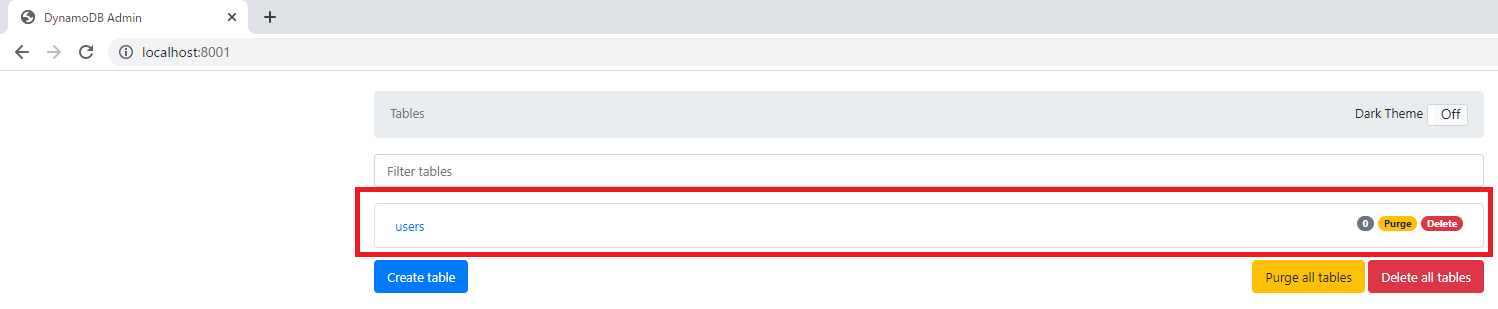 DynamoDB Admin
localhost:8001
Tables Dark Theme Off
Filter tables
users 0 Purge Delete
Create table Purge all tables Delete all tables